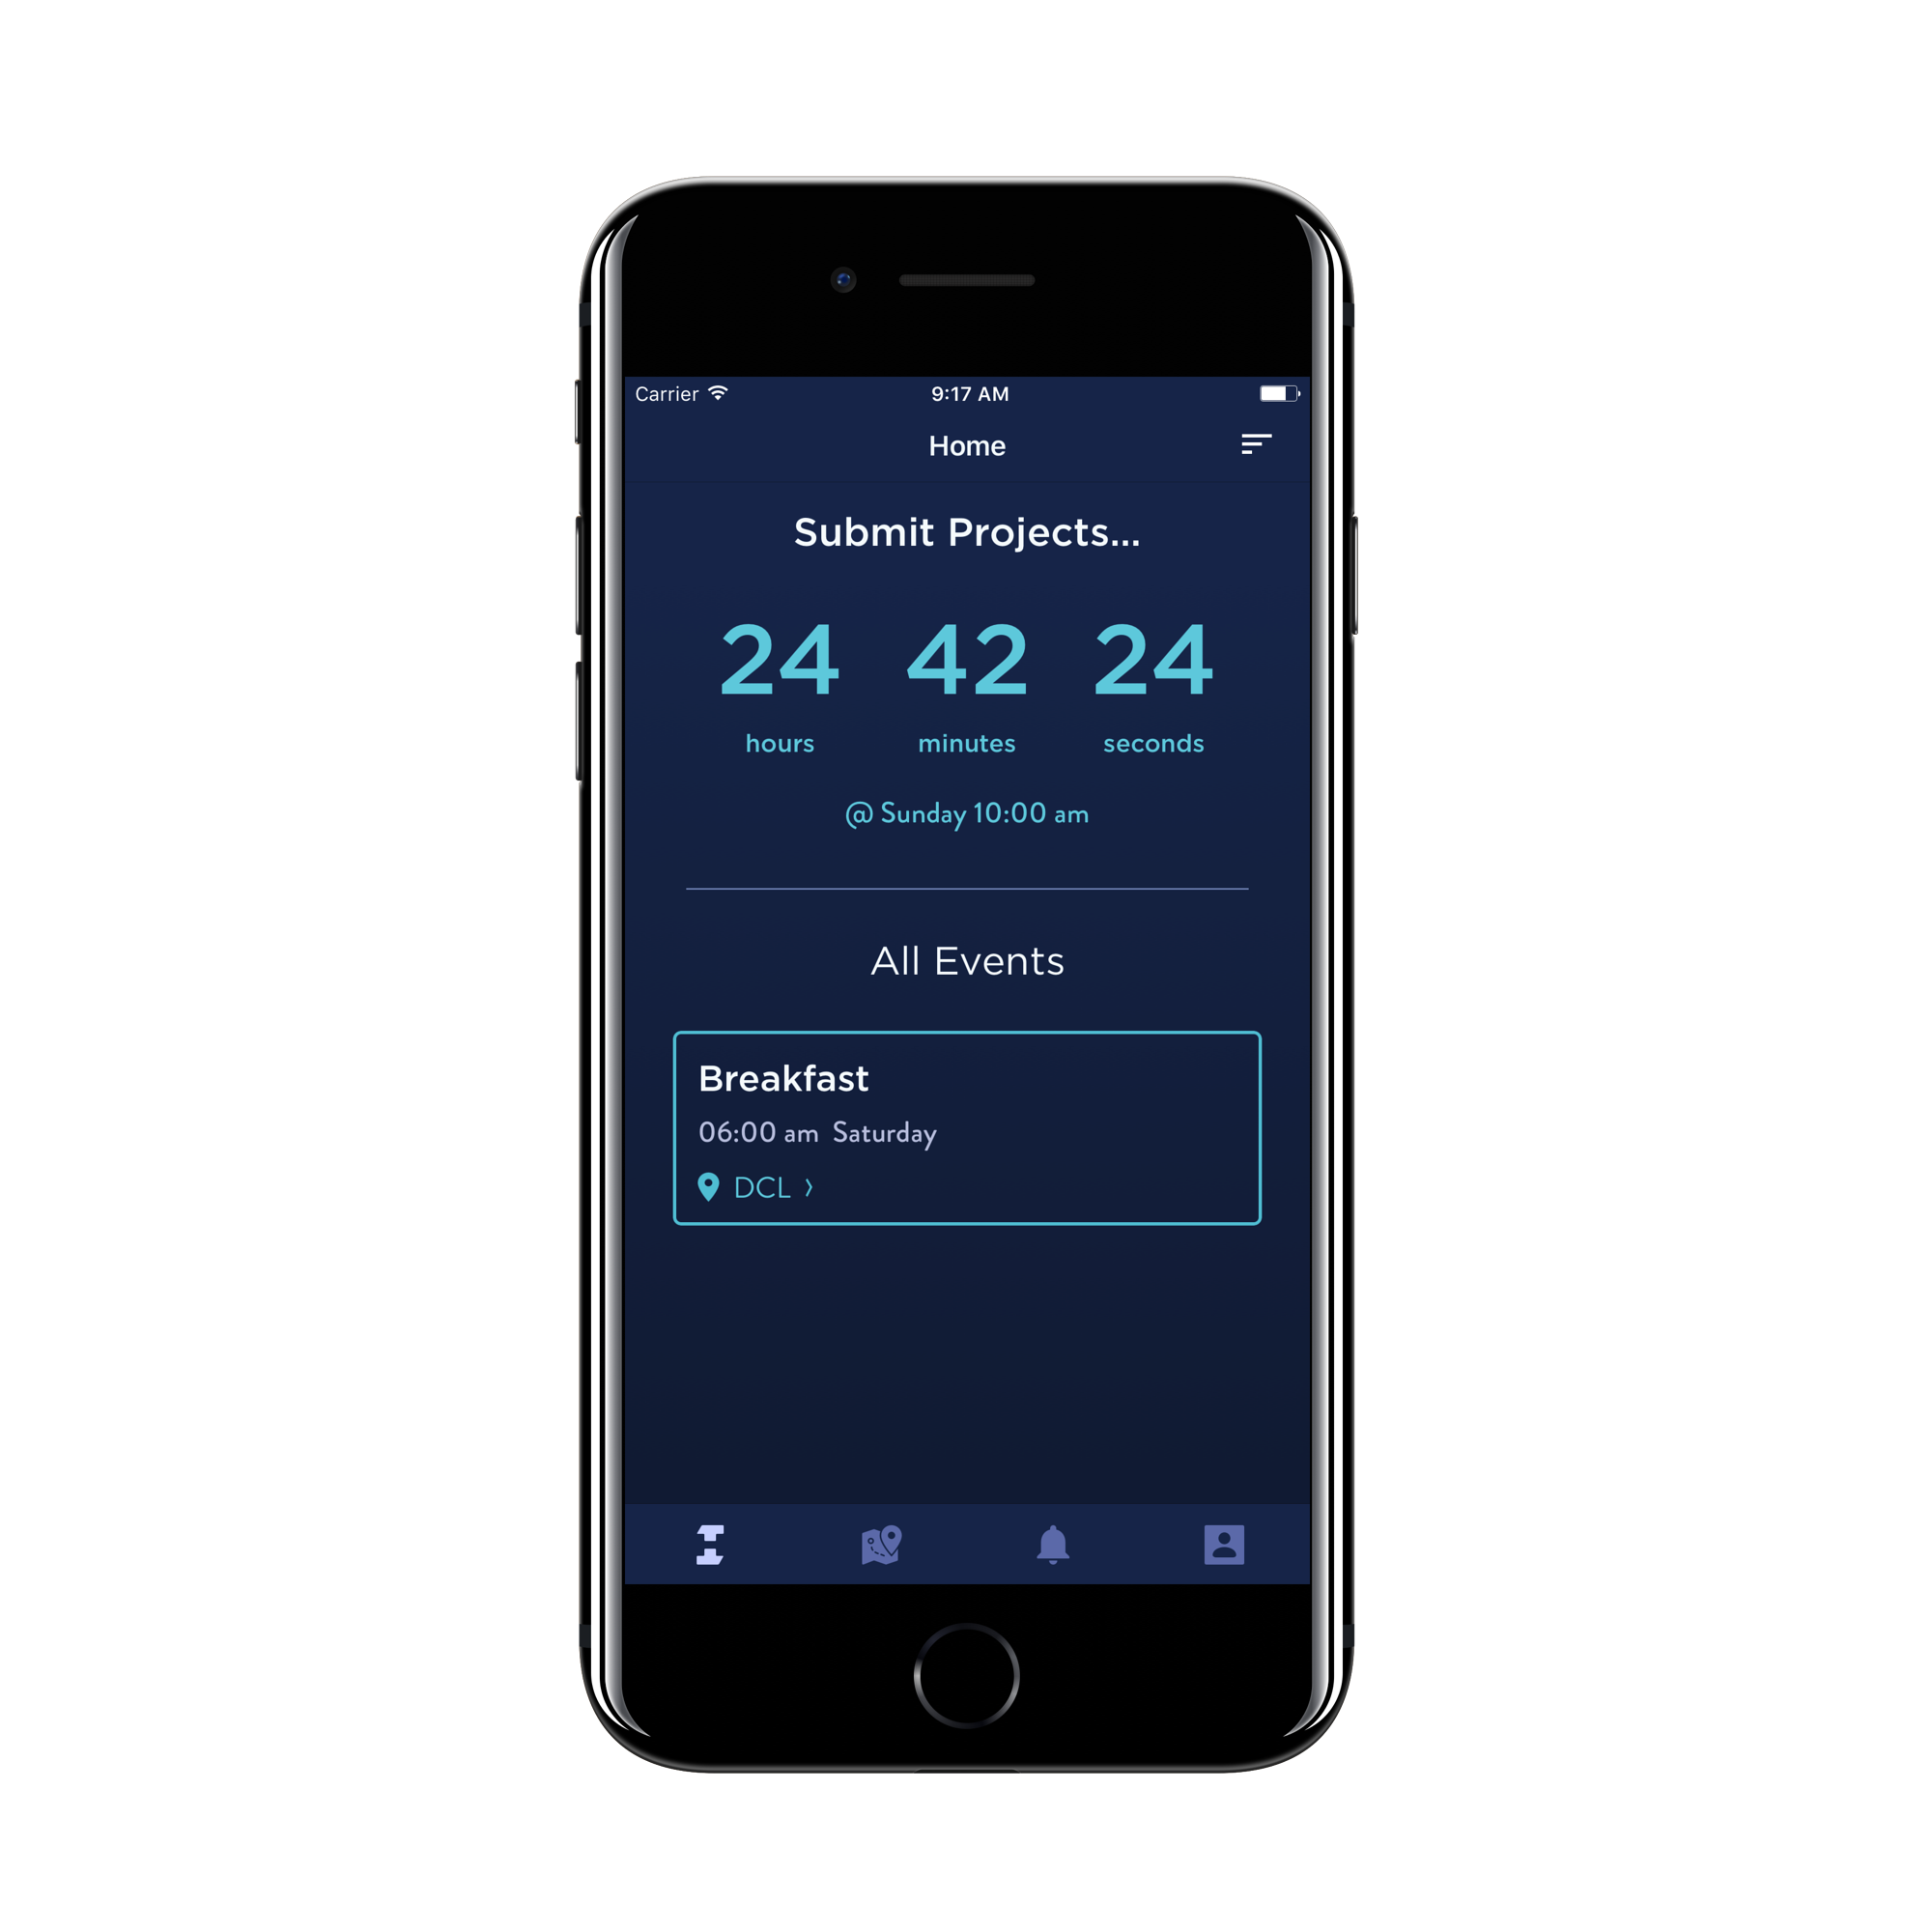 Carrier 9:17 AM
Home
Submit Projects...
24 42 24
hours minutes seconds
@ Sunday 10:00 am
All Events
Breakfast
06:00 am Saturday
DCL >